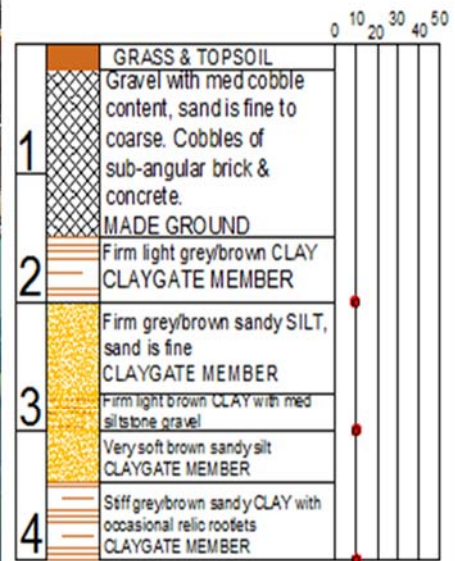 0 10 20 30 40 50
GRASS & TOPSOIL
Gravel with med cobble
content, sand is fine to
coarse. Cobbles of
sub-angular brick &
concrete.
MADE GROUND
1
Firm light grey/brown CLAY
CLAYGATE MEMBER
2
Firm grey/brown sandy SILT,
sand is fine
CLAYGATE MEMBER
Firm light brown CLAY with med
siltstone gravel
3
Very soft brown sandy silt
CLAYGATE MEMBER
Stiff grey/brown sandy CLAY with
occasional relic rootlets
CLAYGATE MEMBER
4